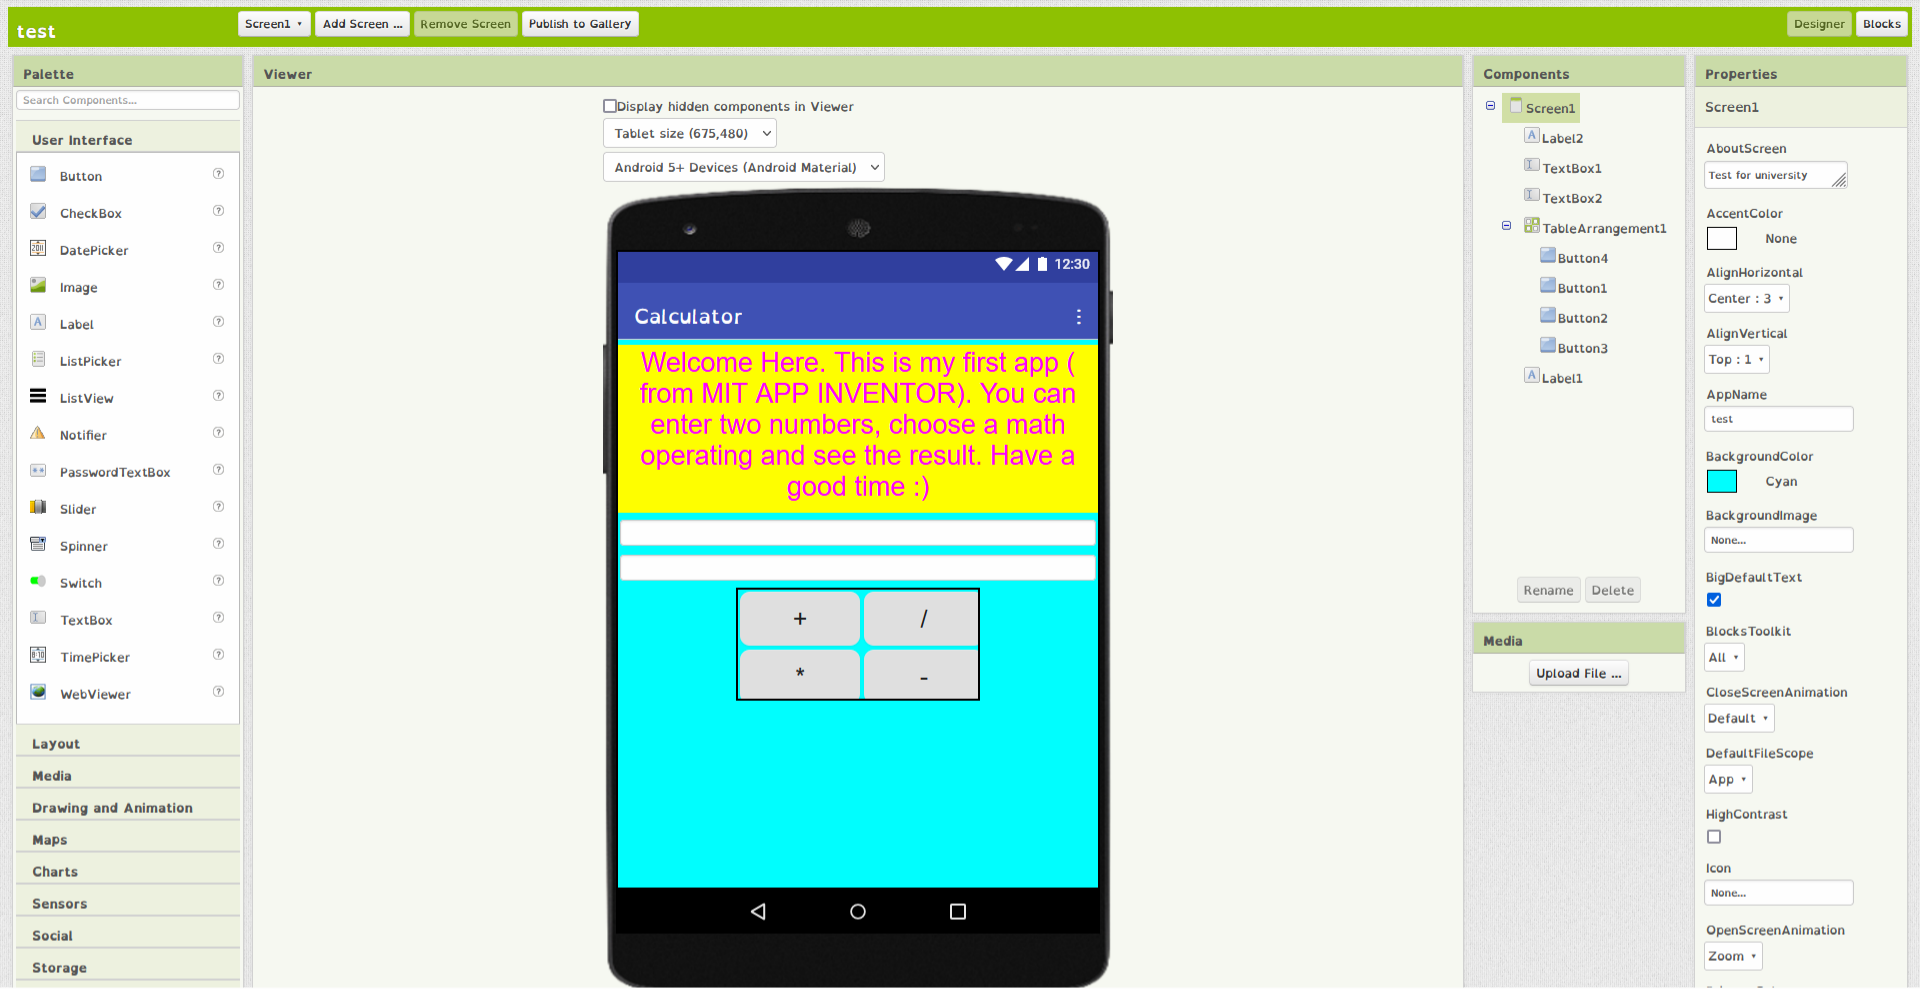 test
Screen1
Add Screen ...
Remove Screen
Publish to Gallery
Designer
Blocks
Palette
Search Components...
User Interface
Button
CheckBox
DatePicker
Image
Label
ListPicker
ListView
Notifier
PasswordTextBox
Slider
Spinner
Switch
TextBox
TimePicker
WebViewer
Layout
Media
Drawing and Animation
Maps
Charts
Sensors
Social
Storage
Viewer
Display hidden components in Viewer
Tablet size (675,480)
Android 5+ Devices (Android Material)
12:30
Calculator
Welcome Here. This is my first app (
from MIT APP INVENTOR). You can
enter two numbers, choose a math
operating and see the result. Have a
good time :)
+ /
* -
Components
Screen1
Label2
TextBox1
TextBox2
TableArrangement1
Button4
Button1
Button2
Button3
Label1
Rename
Delete
Media
Upload File ...
Properties
Screen1
AboutScreen
Test for university
AccentColor
None
AlignHorizontal
Center : 3
AlignVertical
Top : 1
AppName
test
BackgroundColor
Cyan
BackgroundImage
None...
BigDefaultText
BlocksToolkit
All
CloseScreenAnimation
Default
DefaultFileScope
App
HighContrast
Icon
None...
OpenScreenAnimation
Zoom